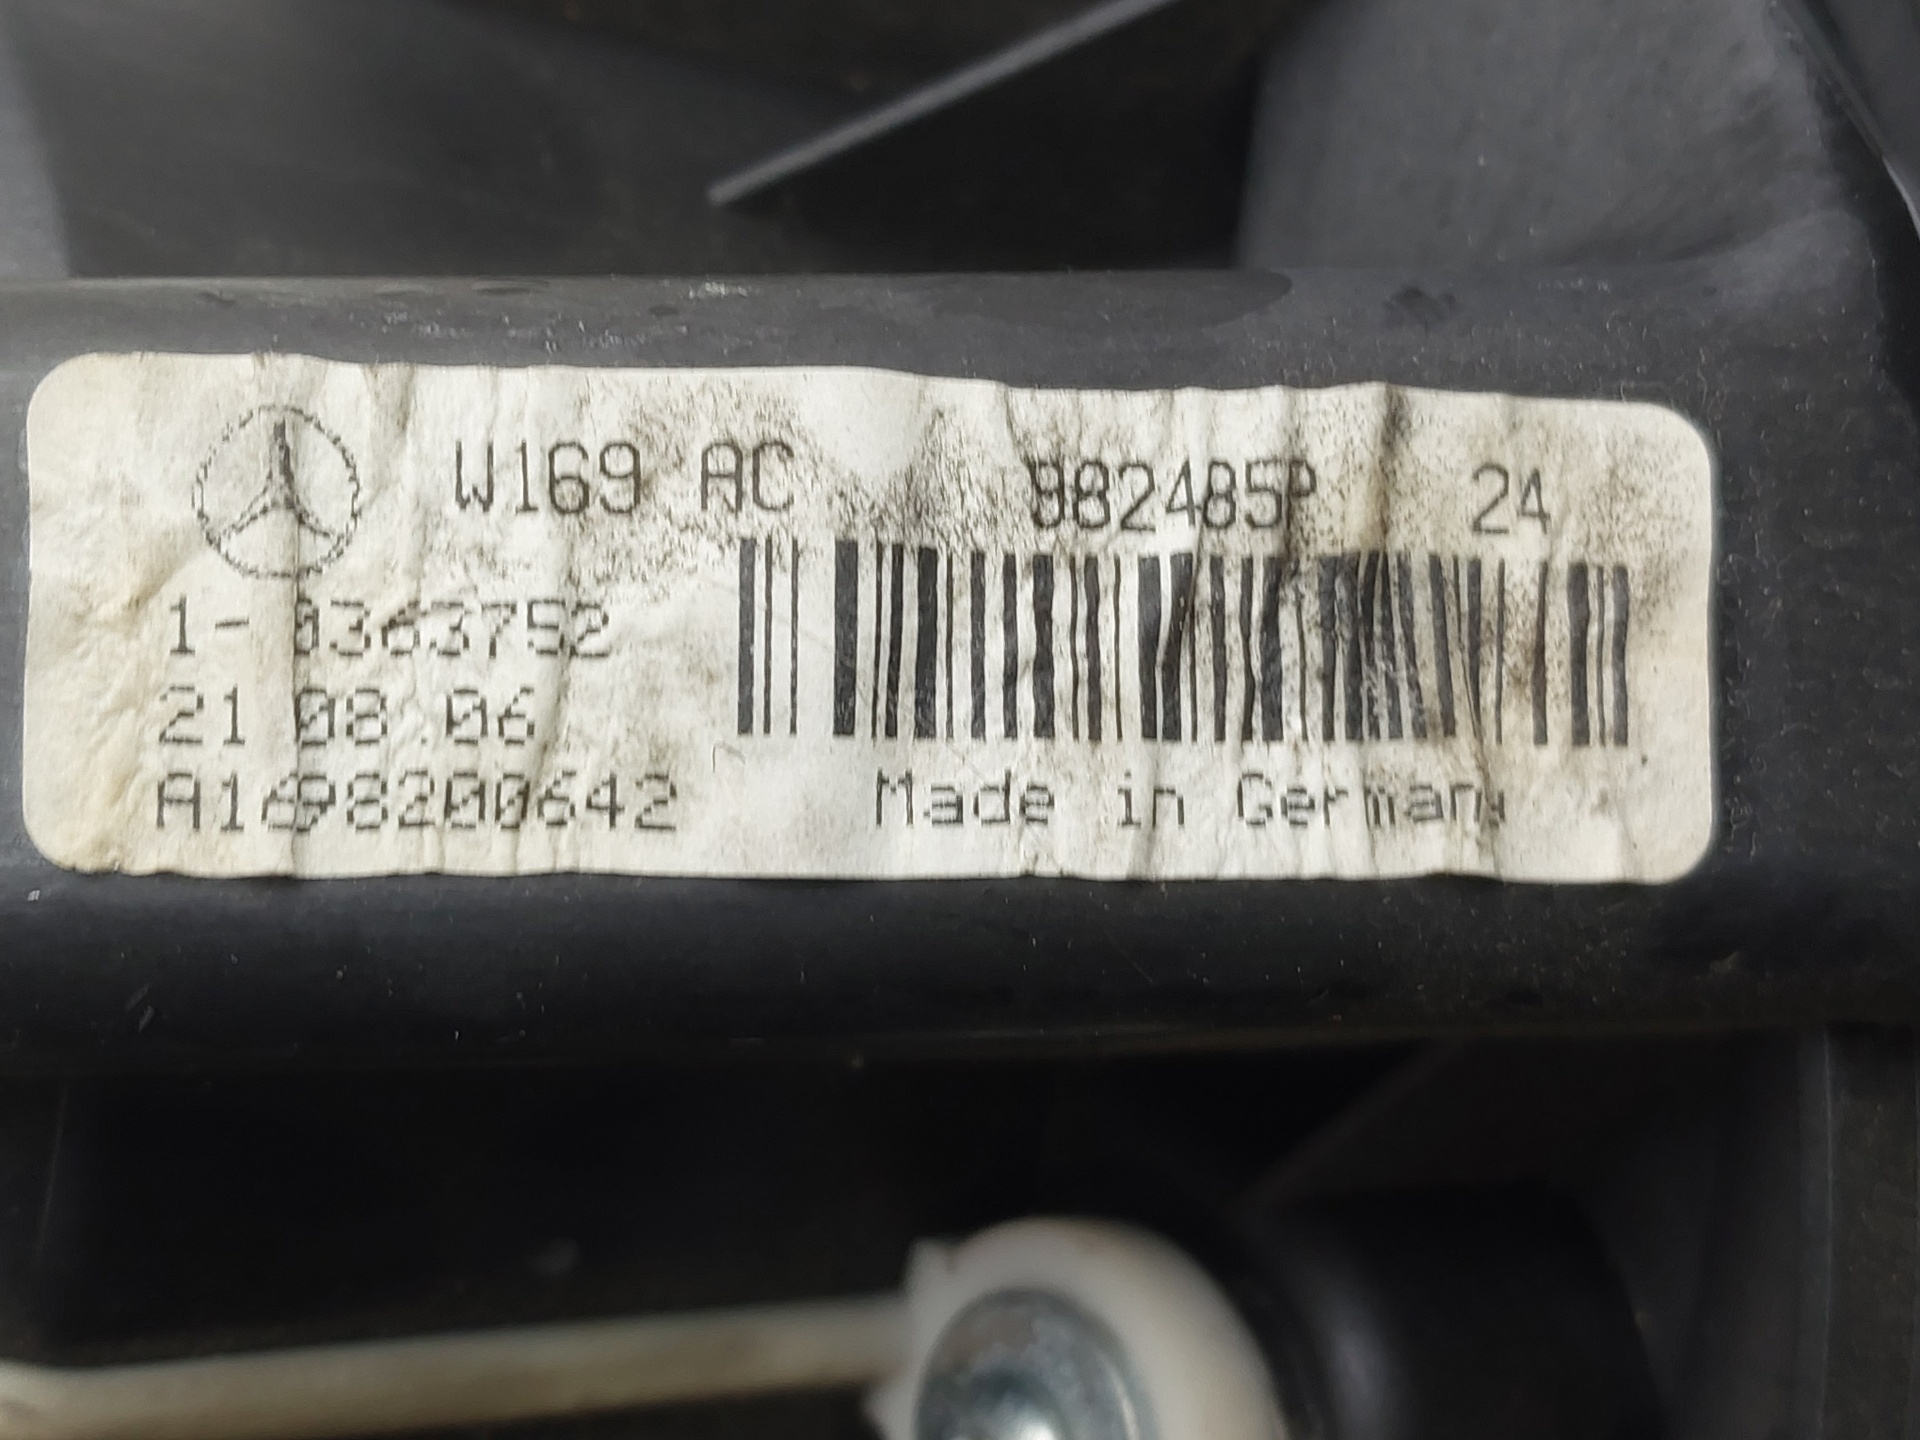 W169 AC 982485P 24
1-0363752
21.08.06
A1698200642 Made in Germany